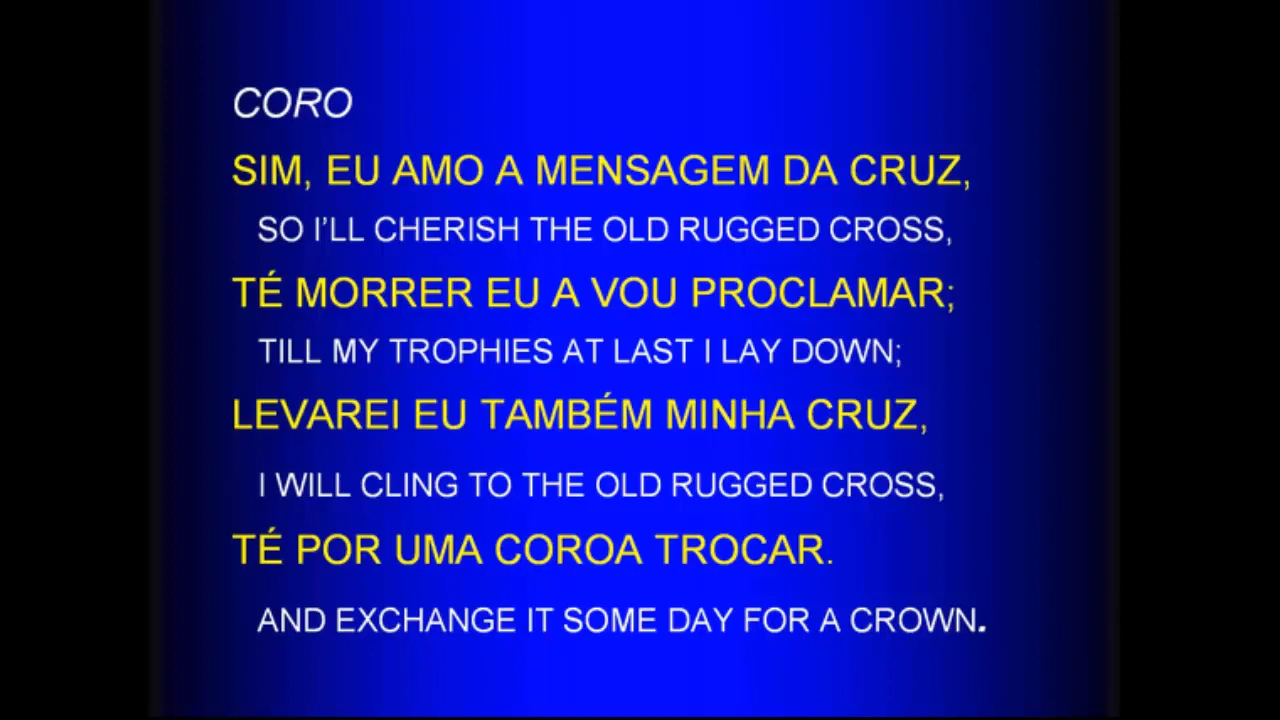 CORO
SIM, EU AMO A MENSAGEM DA CRUZ,
SO I’LL CHERISH THE OLD RUGGED CROSS,
TÉ MORRER EU A VOU PROCLAMAR;
TILL MY TROPHIES AT LAST I LAY DOWN;
LEVAREI EU TAMBÉM MINHA CRUZ,
I WILL CLING TO THE OLD RUGGED CROSS,
TÉ POR UMA COROA TROCAR.
AND EXCHANGE IT SOME DAY FOR A CROWN.